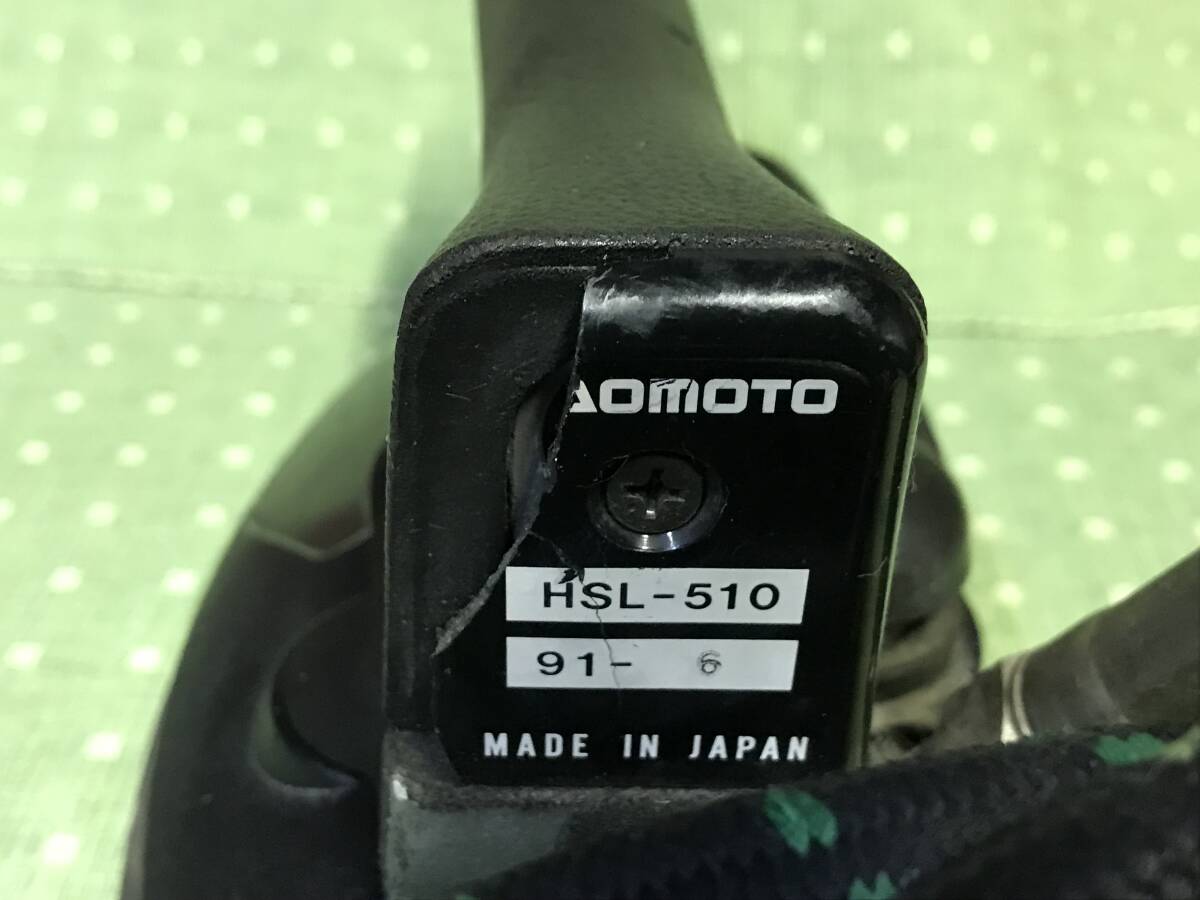 AOMOTO
HSL-510
91- 6
MADE IN JAPAN